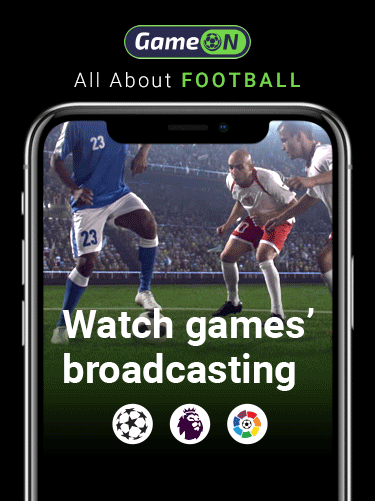 GameON
All About FOOTBALL
23
23
Watch games’
broadcasting